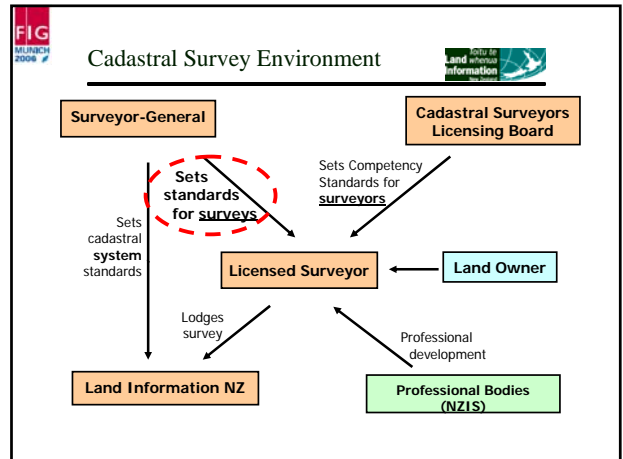 FIG
MUNICH
2006
Cadastral Survey Environment
Toitu te
Land whenua
Information
New Zealand
Surveyor-General
Cadastral Surveyors
Licensing Board
Sets
standards
for surveys
Sets Competency
Standards for
surveyors
Sets
cadastral
system
standards
Licensed Surveyor
Land Owner
Lodges
survey
Professional
development
Land Information NZ
Professional Bodies
(NZIS)